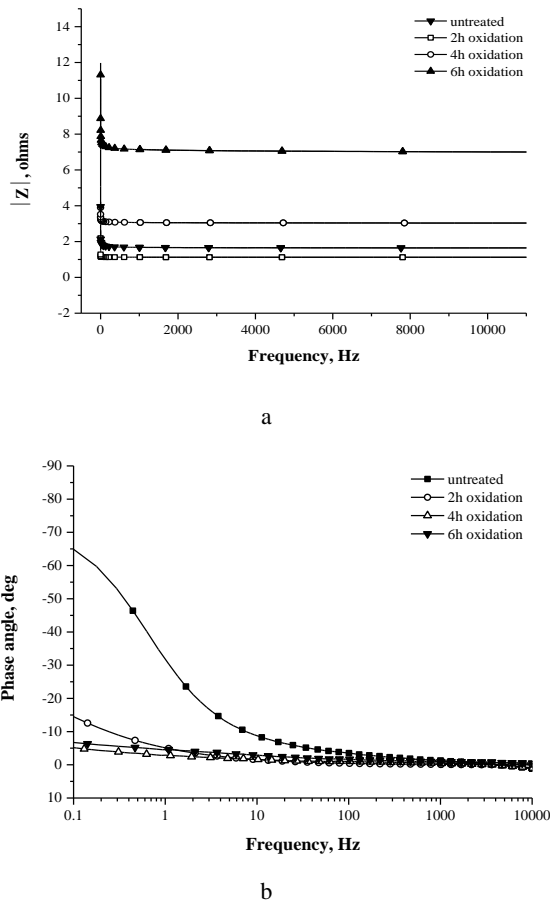 14
12
10
8
6
4
2
0
-2
|Z|, ohms
untreated
2h oxidation
4h oxidation
6h oxidation
0 2000 4000 6000 8000 10000
Frequency, Hz
a
-90
-80
-70
-60
-50
-40
-30
-20
-10
0
10
Phase angle, deg
untreated
2h oxidation
4h oxidation
6h oxidation
0.1 1 10 100 1000 10000
Frequency, Hz
b